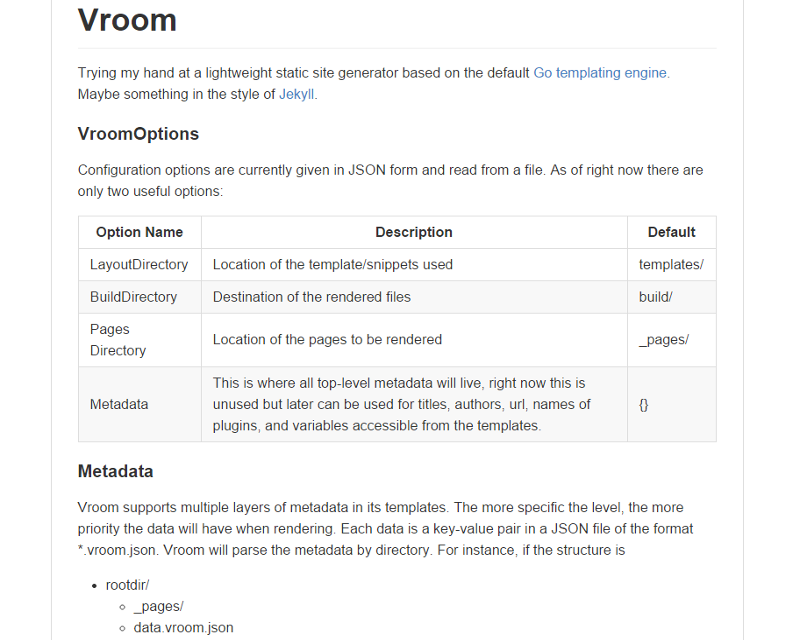 Vroom
Trying my hand at a lightweight static site generator based on the default Go templating engine.
Maybe something in the style of Jekyll.
VroomOptions
Configuration options are currently given in JSON form and read from a file. As of right now there are
only two useful options:
Option Name Description Default
LayoutDirectory Location of the template/snippets used templates/
BuildDirectory Destination of the rendered files build/
Pages
Directory Location of the pages to be rendered _pages/
This is where all top-level metadata will live, right now this is
Metadata unused but later can be used for titles, authors, url, names of {}
plugins, and variables accessible from the templates.
Metadata
Vroom supports multiple layers of metadata in its templates. The more specific the level, the more
priority the data will have when rendering. Each data is a key-value pair in a JSON file of the format
*.vroom.json. Vroom will parse the metadata by directory. For instance, if the structure is
• rootdir/
◦ _pages/
◦ data.vroom.json